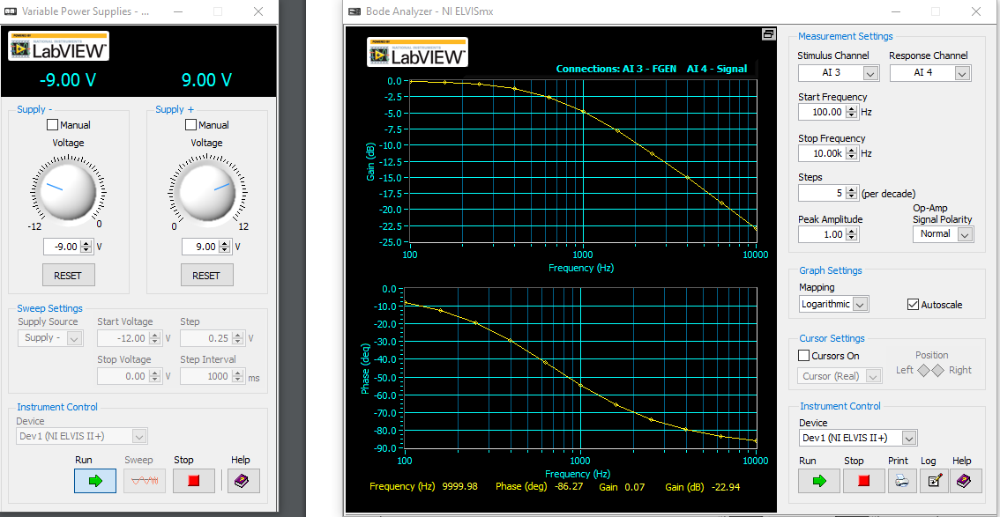 Variable Power Supplies - ...
POWERED BY
NATIONAL INSTRUMENTS
LabVIEW™
-9.00 V
9.00 V
Supply -
Manual
Voltage
-12
0
-9.00 V
RESET
Supply +
Manual
Voltage
0
12
9.00 V
RESET
Sweep Settings
Supply Source
Supply -
Start Voltage
-12.00 V
Step
0.25 V
Stop Voltage
0.00 V
Step Interval
1000 ms
Instrument Control
Device
Dev1 (NI ELVIS II+)
Run
Sweep
Stop
Help
Bode Analyzer - NI ELVISmx
POWERED BY
NATIONAL INSTRUMENTS
LabVIEW™
Connections: AI 3 - FGEN AI 4 - Signal
Gain (dB)
0.0
-2.5
-5.0
-7.5
-10.0
-12.5
-15.0
-17.5
-20.0
-22.5
-25.0
100
1000
10000
Frequency (Hz)
Phase (deg)
0.0
-10.0
-20.0
-30.0
-40.0
-50.0
-60.0
-70.0
-80.0
-90.0
100
1000
10000
Frequency (Hz)
Frequency (Hz) 9999.98 Phase (deg) -86.27 Gain 0.07 Gain (dB) -22.94
Measurement Settings
Stimulus Channel
AI 3
Response Channel
AI 4
Start Frequency
100.00 Hz
Stop Frequency
10.00k Hz
Steps
5 (per decade)
Peak Amplitude
1.00
Op-Amp
Signal Polarity
Normal
Graph Settings
Mapping
Logarithmic
Autoscale
Cursor Settings
Cursors On
Cursor (Real)
Position
Left
Right
Instrument Control
Device
Dev1 (NI ELVIS II+)
Run
Stop
Print
Log
Help